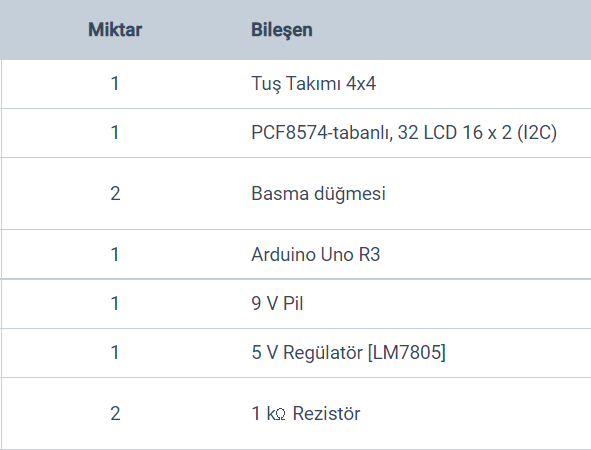 Miktar Bileşen
1 Tuş Takımı 4x4
1 PCF8574-tabanlı, 32 LCD 16 x 2 (I2C)
2 Basma düğmesi
1 Arduino Uno R3
1 9 V Pil
1 5 V Regülatör [LM7805]
2 1 kΩ Rezistör